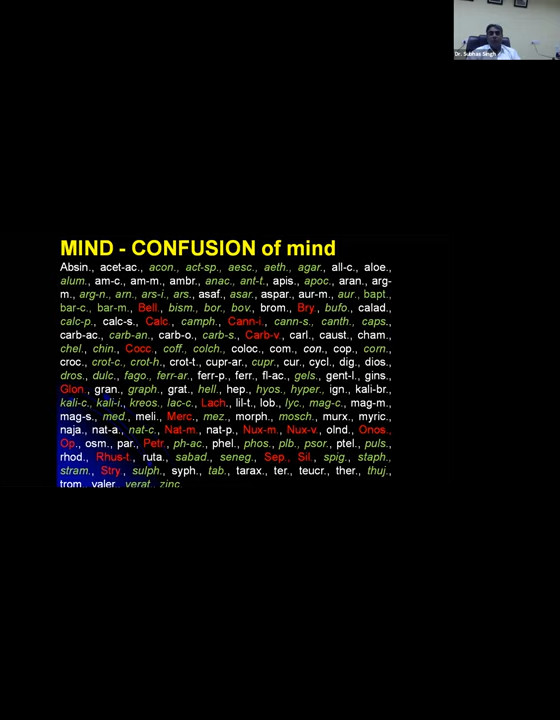 Dr. Subhas Singh
MIND - CONFUSION of mind
Absin., acet-ac., acon., act-sp., aesc., aeth., agar., all-c., aloe.,
alum., am-c., am-m., ambr., anac., ant-t., apis., apoc., aran., arg-
m., arg-n., arn., ars-i., ars., asaf., asar., aspar., aur-m., aur., bapt.,
bar-c., bar-m., Bell., bism., bor., bov., brom., Bry., bufo., calad.,
calc-p., calc-s., Calc., camph., Cann-i., cann-s., canth., caps.,
carb-ac., carb-an., carb-o., carb-s., Carb-v., carl., caust., cham.,
chel., chin., Cocc., coff., colch., coloc., com., con., cop., corn.,
croc., crot-c., crot-h., crot-t., cupr-ar., cupr., cur., cycl., dig., dios.,
dros., dulc., fago., ferr-ar., ferr-p., ferr., fl-ac., gels., gent-l., gins.,
Glon., gran., graph., grat., hell., hep., hyos., hyper., ign., kali-br.,
kali-c., kali-i., kreos., lac-c., Lach., lil-t., lob., lyc., mag-c., mag-m.,
mag-s., med., meli., Merc., mez., morph., mosch., murx., myric.,
naja., nat-a., nat-c., Nat-m., nat-p., Nux-m., Nux-v., olnd., Onos.,
Op., osm., par., Petr., ph-ac., phel., phos., plb., psor., ptel., puls.,
rhod., Rhus-t., ruta., sabad., seneg., Sep., Sil., spig., staph.,
stram., Stry., sulph., syph., tab., tarax., ter., teucr., ther., thuj.,
trom., valer., verat., zinc.